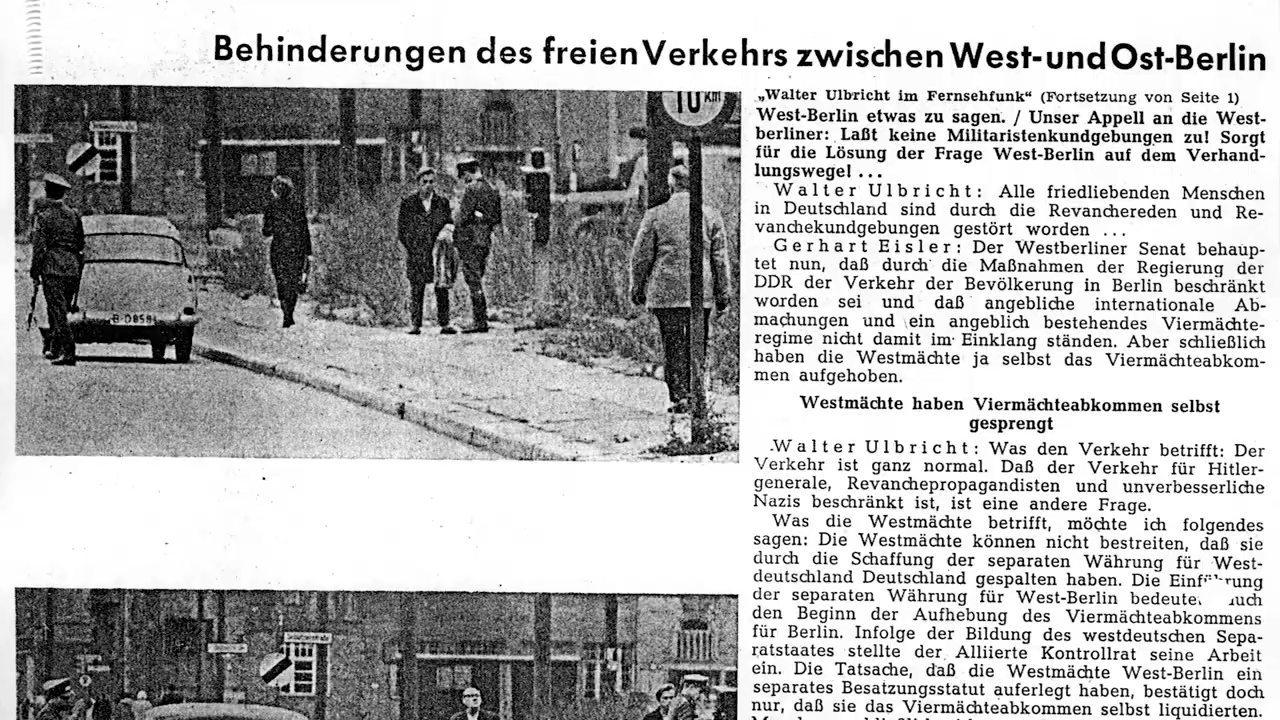 Behinderungen des freien Verkehrs zwischen West- und Ost-Berlin
10 km
B-D859
„Walter Ulbricht im Fernsehfunk“ (Fortsetzung von Seite 1)
West-Berlin etwas zu sagen. / Unser Appell an die West-
berliner: Laßt keine Militaristenkundgebungen zu! Sorgt
für die Lösung der Frage West-Berlin auf dem Verhand-
lungswege! ...
Walter Ulbricht: Alle friedliebenden Menschen
in Deutschland sind durch die Revanchereden und Re-
vanchekundgebungen gestört worden ...
Gerhart Eisler: Der Westberliner Senat behaup-
tet nun, daß durch die Maßnahmen der Regierung der
DDR der Verkehr der Bevölkerung in Berlin beschränkt
worden sei und daß angebliche internationale Ab-
machungen und ein angeblich bestehendes Viermächte-
regime nicht damit im Einklang ständen. Aber schließlich
haben die Westmächte ja selbst das Viermächteabkom-
men aufgehoben.
Westmächte haben Viermächteabkommen selbst
gesprengt
Walter Ulbricht: Was den Verkehr betrifft: Der
Verkehr ist ganz normal. Daß der Verkehr für Hitler-
generale, Revanchepropagandisten und unverbesserliche
Nazis beschränkt ist, ist eine andere Frage.
Was die Westmächte betrifft, möchte ich folgendes
sagen: Die Westmächte können nicht bestreiten, daß sie
durch die Schaffung der separaten Währung für West-
deutschland Deutschland gespalten haben. Die Einführung
der separaten Währung für West-Berlin bedeutet auch
den Beginn der Aufhebung des Viermächteabkommens
für Berlin. Infolge der Bildung des westdeutschen Sepa-
ratstaates stellte der Alliierte Kontrollrat seine Arbeit
ein. Die Tatsache, daß die Westmächte West-Berlin ein
separates Besatzungsstatut auferlegt haben, bestätigt doch
nur, daß sie das Viermächteabkommen selbst liquidierten.